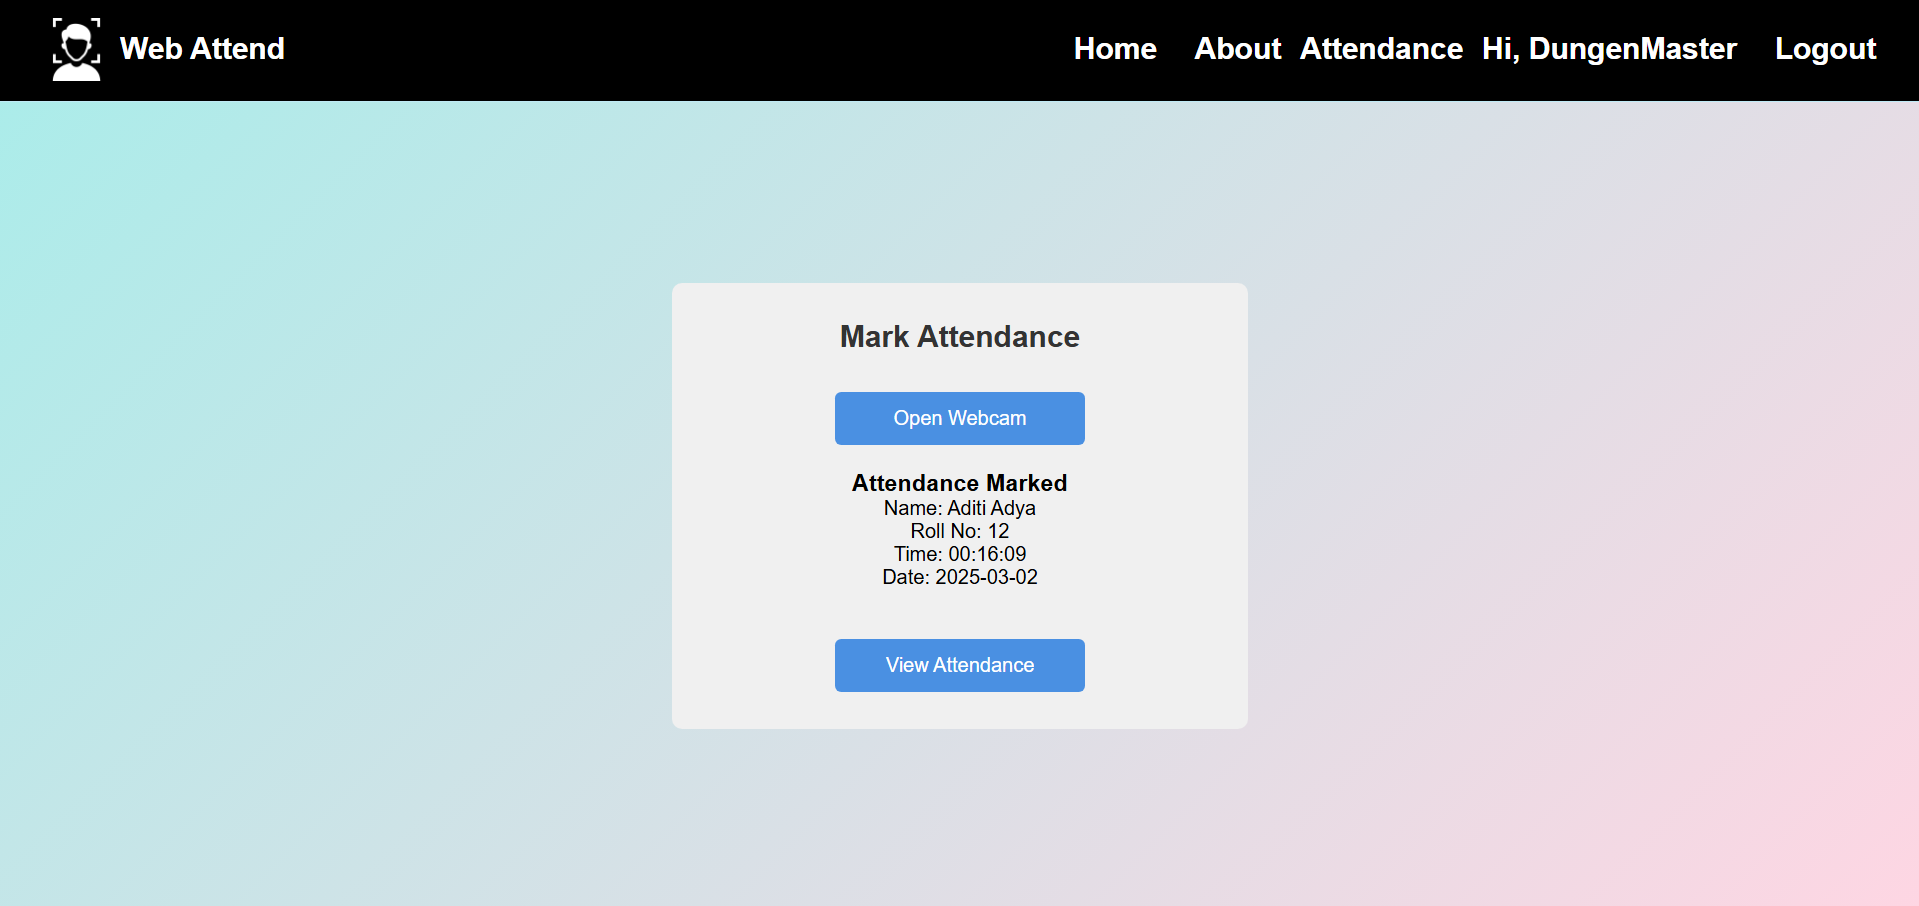 Web Attend
Home About Attendance Hi, DungenMaster Logout
Mark Attendance
Open Webcam
Attendance Marked
Name: Aditi Adya
Roll No: 12
Time: 00:16:09
Date: 2025-03-02
View Attendance